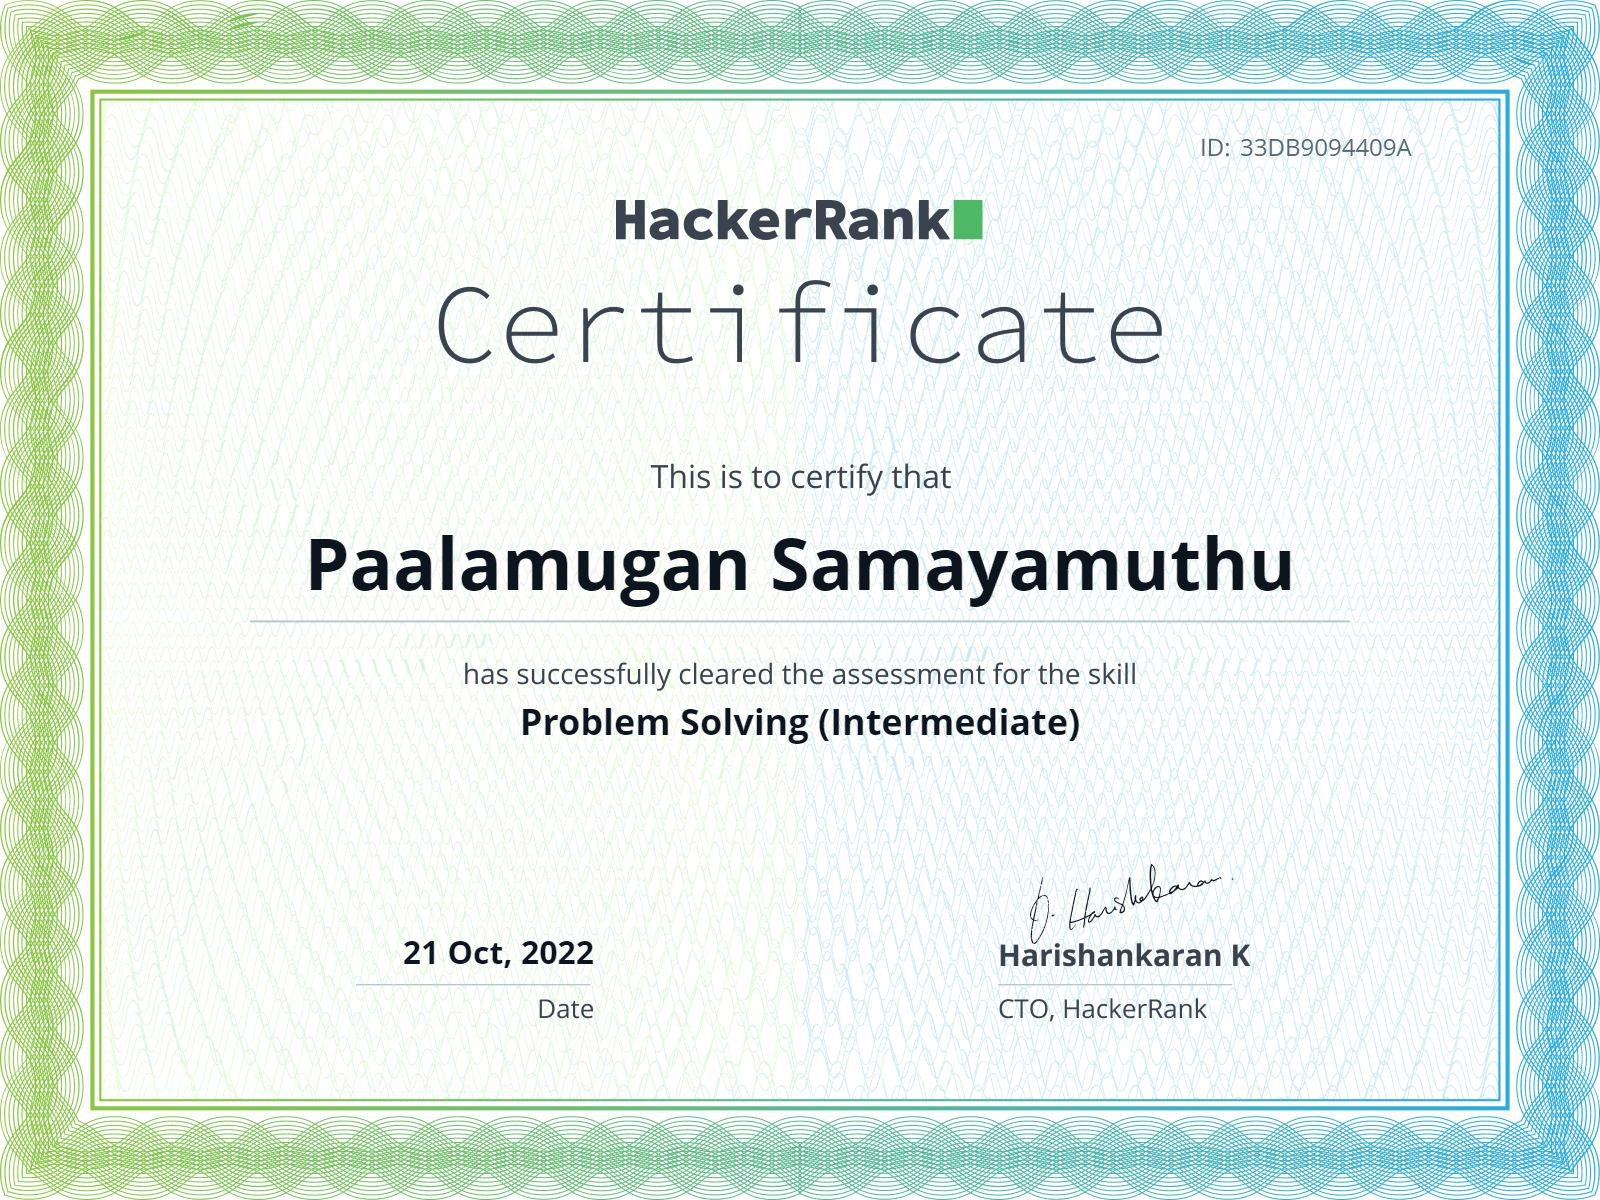 ID: 33DB9094409A
HackerRank
Certificate
This is to certify that
Paalamugan Samayamuthu
has successfully cleared the assessment for the skill
Problem Solving (Intermediate)
21 Oct, 2022
Date
H. Harishankaran
Harishankaran K
CTO, HackerRank